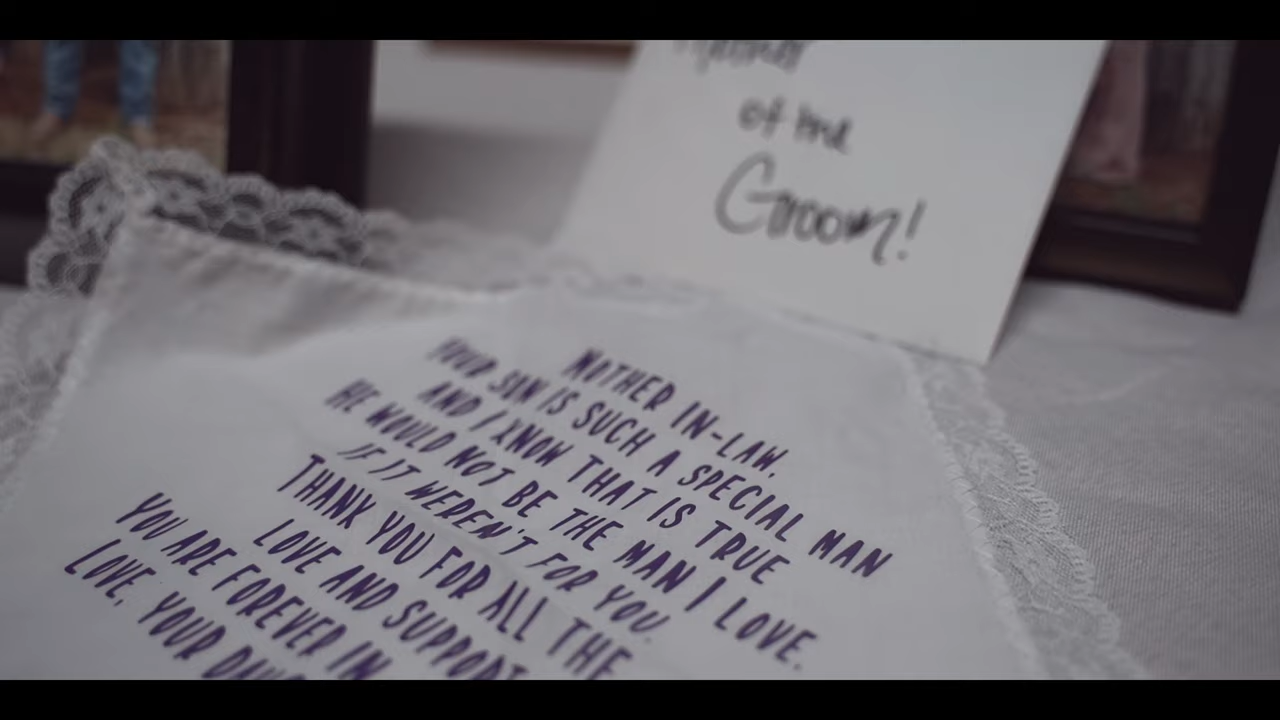 Mother
of the
Groom!
MOTHER IN-LAW,
YOUR SON IS SUCH A SPECIAL MAN
AND I KNOW THAT IS TRUE
HE WOULD NOT BE THE MAN I LOVE.
IF IT WEREN'T FOR YOU.
THANK YOU FOR ALL THE
LOVE AND SUPPORT
YOU ARE FOREVER IN
LOVE, YOUR